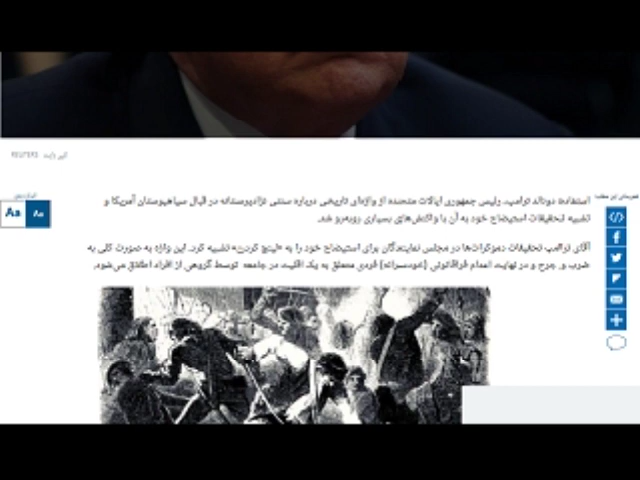 استفاده دونالد ترامپ، رئیس جمهوری ایالات متحده از واژه‌ای تاریخی درباره سنتی نژادپرستانه در قبال سیاهپوستان آمریکا و
تشبیه تحقیقات استیضاح خود به آن با واکنش‌های بسیاری روبه‌رو شد.
آقای ترامپ تحقیقات دموکرات‌ها در مجلس نمایندگان برای استیضاح خود را به «لینچ کردن» تشبیه کرد. این واژه به صورت کلی به
ضرب و جرح و در نهایت اعدام فراقانونی (خودسرانه) فردی متعلق به یک اقلیت در جامعه توسط گروهی از افراد اطلاق می‌شود.
Aa Aa